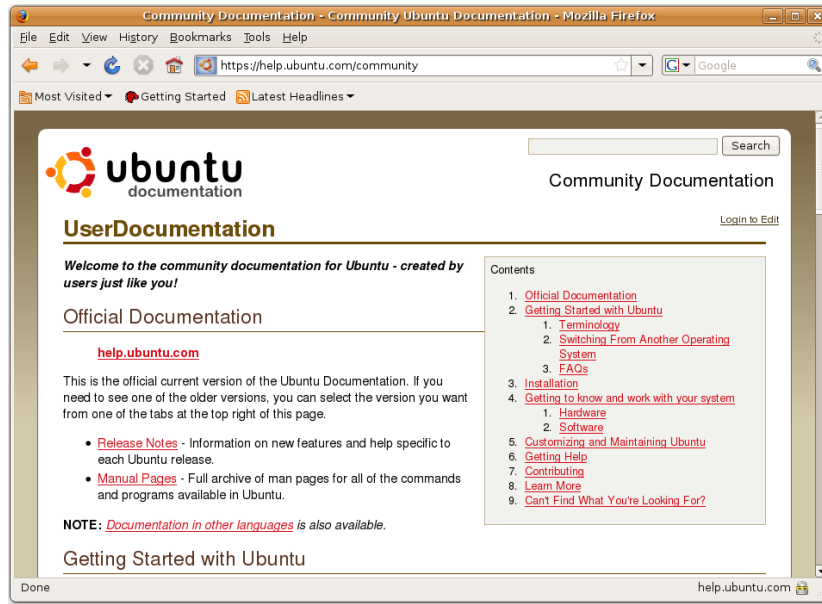 Community Documentation - Community Ubuntu Documentation - Mozilla Firefox
File Edit View History Bookmarks Tools Help
https://help.ubuntu.com/community
G Google
Most Visited Getting Started Latest Headlines
Search
ubuntu
documentation
Community Documentation
Login to Edit
UserDocumentation
Welcome to the community documentation for Ubuntu - created by
users just like you!
Official Documentation
help.ubuntu.com
This is the official current version of the Ubuntu Documentation. If you
need to see one of the older versions, you can select the version you want
from one of the tabs at the top right of this page.
Release Notes - Information on new features and help specific to
each Ubuntu release.
Manual Pages - Full archive of man pages for all of the commands
and programs available in Ubuntu.
NOTE: Documentation in other languages is also available.
Getting Started with Ubuntu
Contents
1. Official Documentation
2. Getting Started with Ubuntu
1. Terminology
2. Switching From Another Operating
System
3. FAQs
3. Installation
4. Getting to know and work with your system
1. Hardware
2. Software
5. Customizing and Maintaining Ubuntu
6. Getting Help
7. Contributing
8. Learn More
9. Can't Find What You're Looking For?
Done
help.ubuntu.com